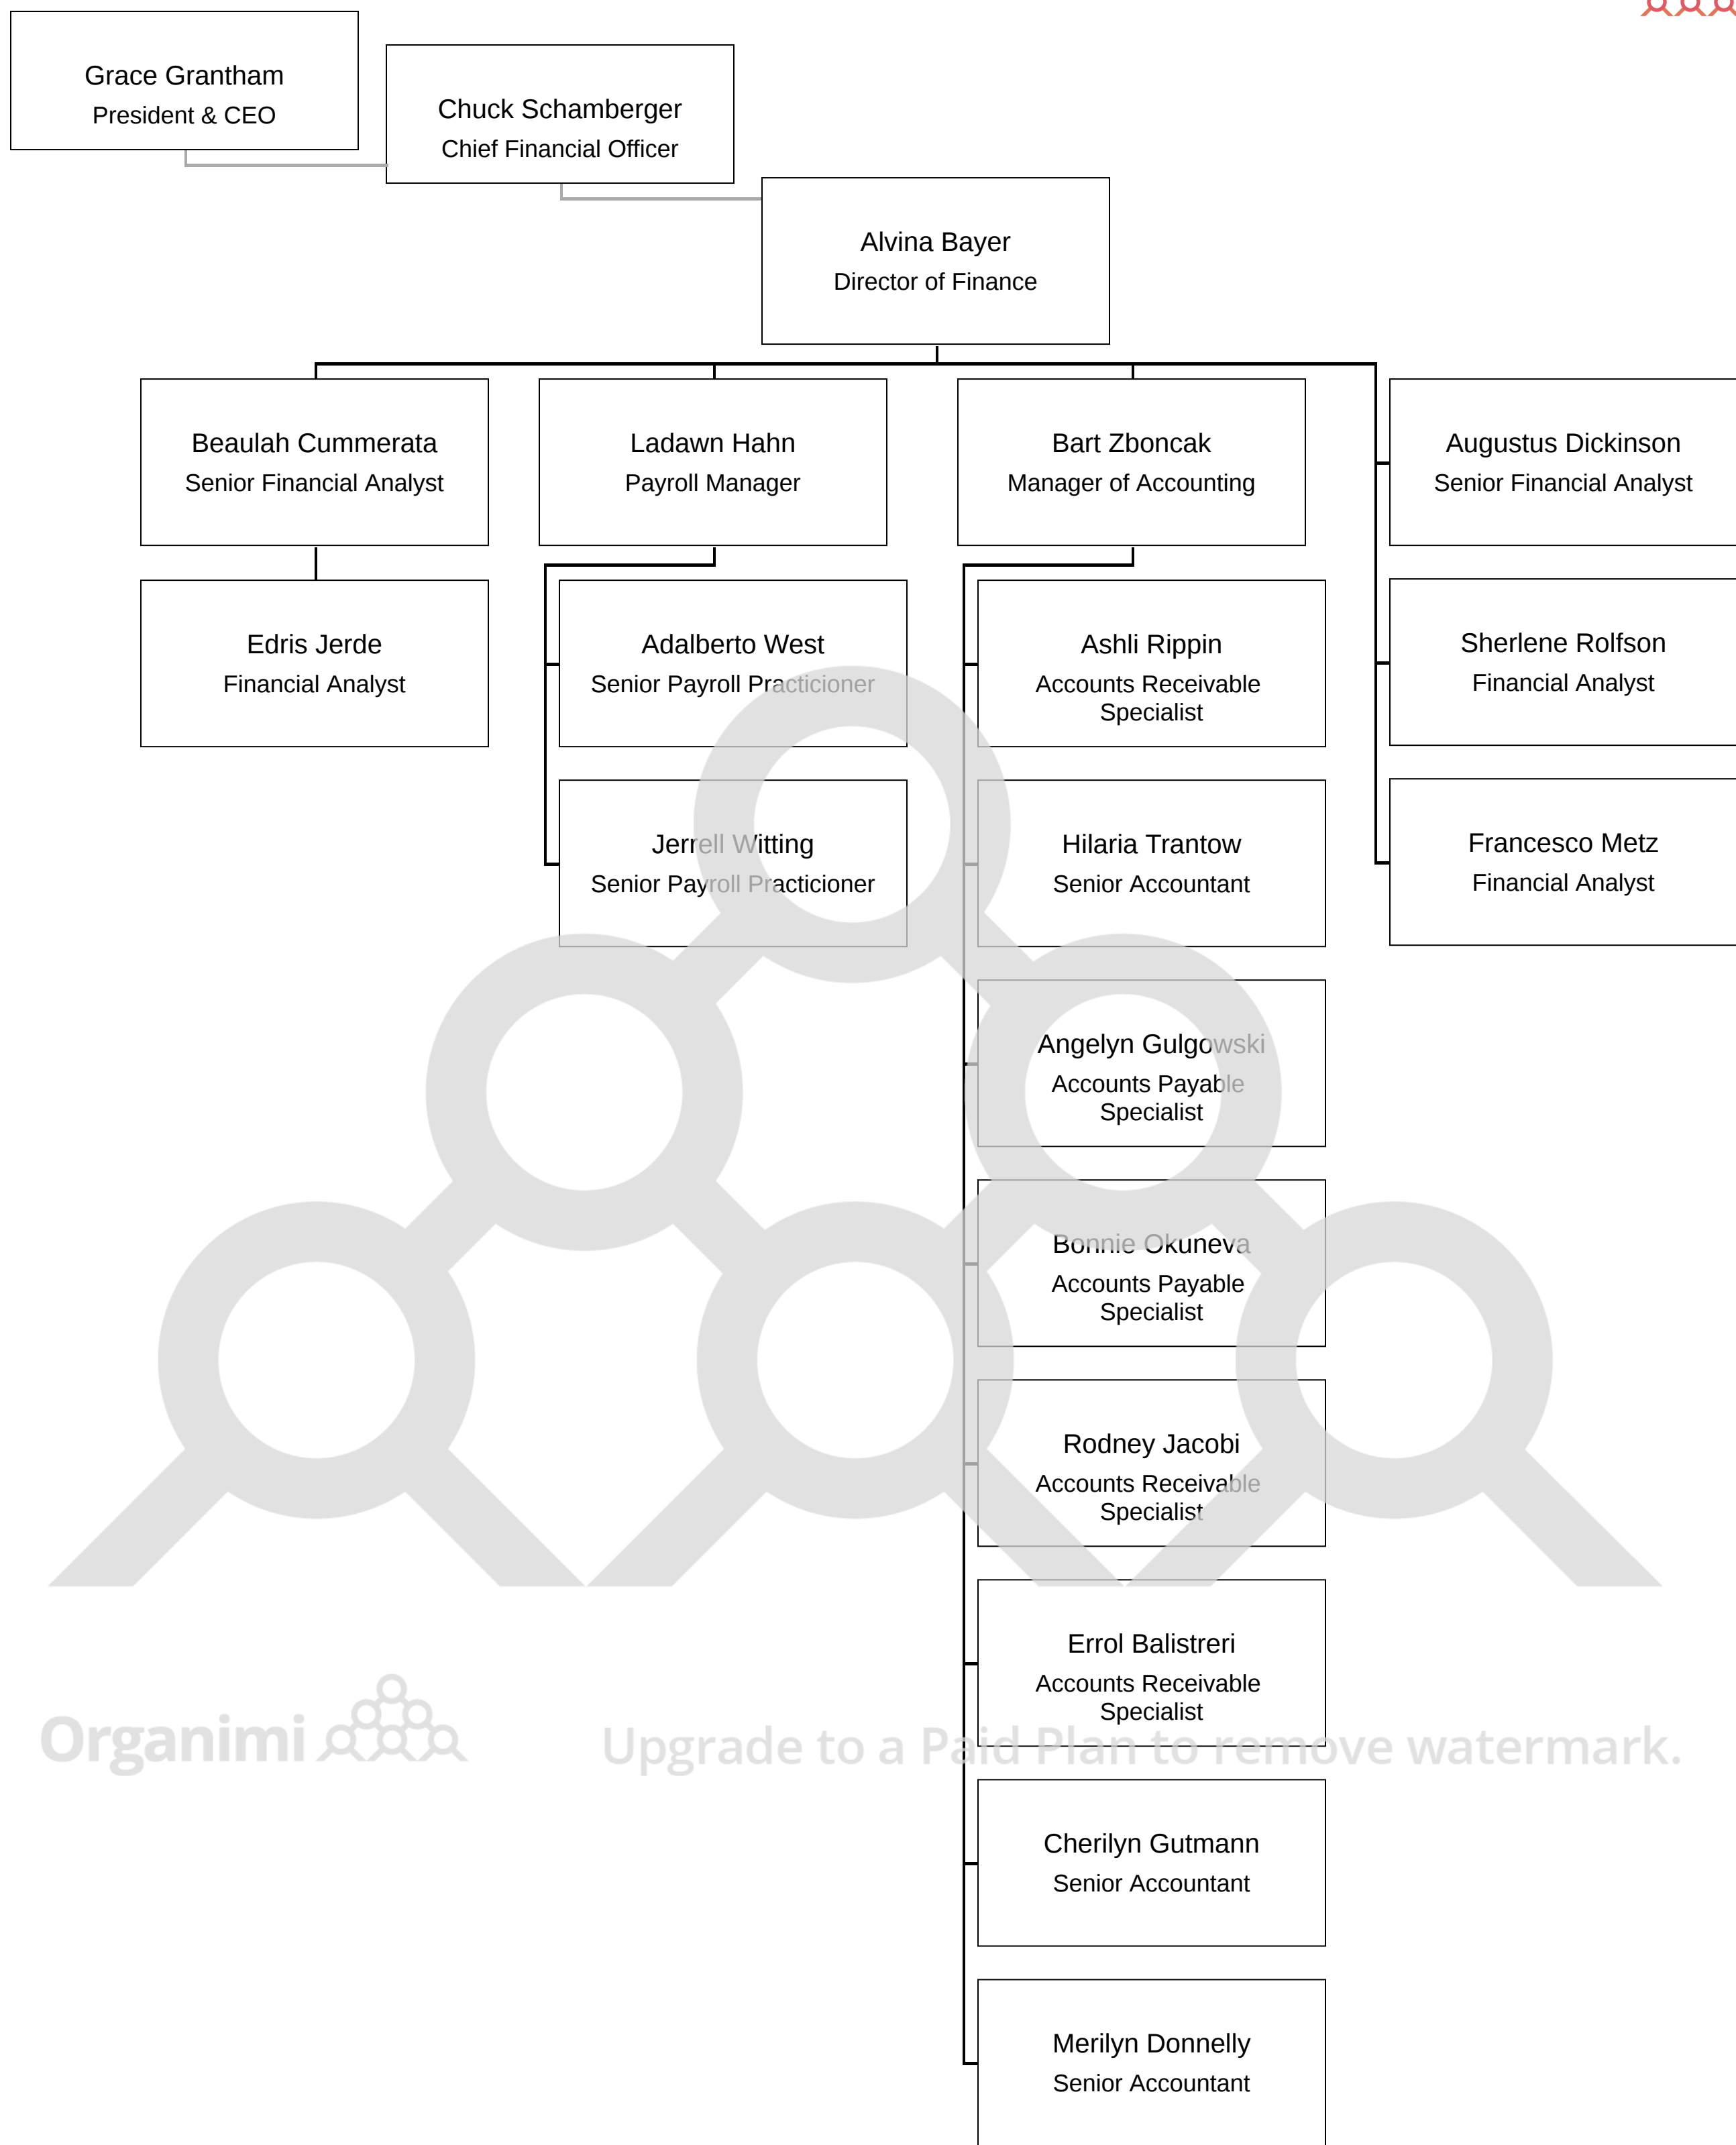 Grace Grantham
President & CEO
Chuck Schamberger
Chief Financial Officer
Alvina Bayer
Director of Finance
Beaulah Cummerata
Senior Financial Analyst
Ladawn Hahn
Payroll Manager
Bart Zboncak
Manager of Accounting
Augustus Dickinson
Senior Financial Analyst
Edris Jerde
Financial Analyst
Adalberto West
Senior Payroll Practicioner
Ashli Rippin
Accounts Receivable
Specialist
Sherlene Rolfson
Financial Analyst
Jerrell Witting
Senior Payroll Practicioner
Hilaria Trantow
Senior Accountant
Francesco Metz
Financial Analyst
Angelyn Gulgowski
Accounts Payable
Specialist
Bonnie Okuneva
Accounts Payable
Specialist
Rodney Jacobi
Accounts Receivable
Specialist
Errol Balistreri
Accounts Receivable
Specialist
Organimi
Upgrade to a Paid Plan to remove watermark.
Cherilyn Gutmann
Senior Accountant
Merilyn Donnelly
Senior Accountant